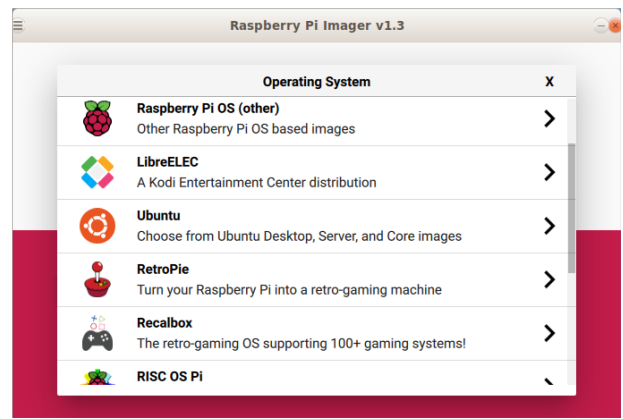 Raspberry Pi Imager v1.3
Operating System X
Raspberry Pi OS (other)
Other Raspberry Pi OS based images
LibreELEC
A Kodi Entertainment Center distribution
Ubuntu
Choose from Ubuntu Desktop, Server, and Core images
RetroPie
Turn your Raspberry Pi into a retro-gaming machine
Recalbox
The retro-gaming OS supporting 100+ gaming systems!
RISC OS Pi